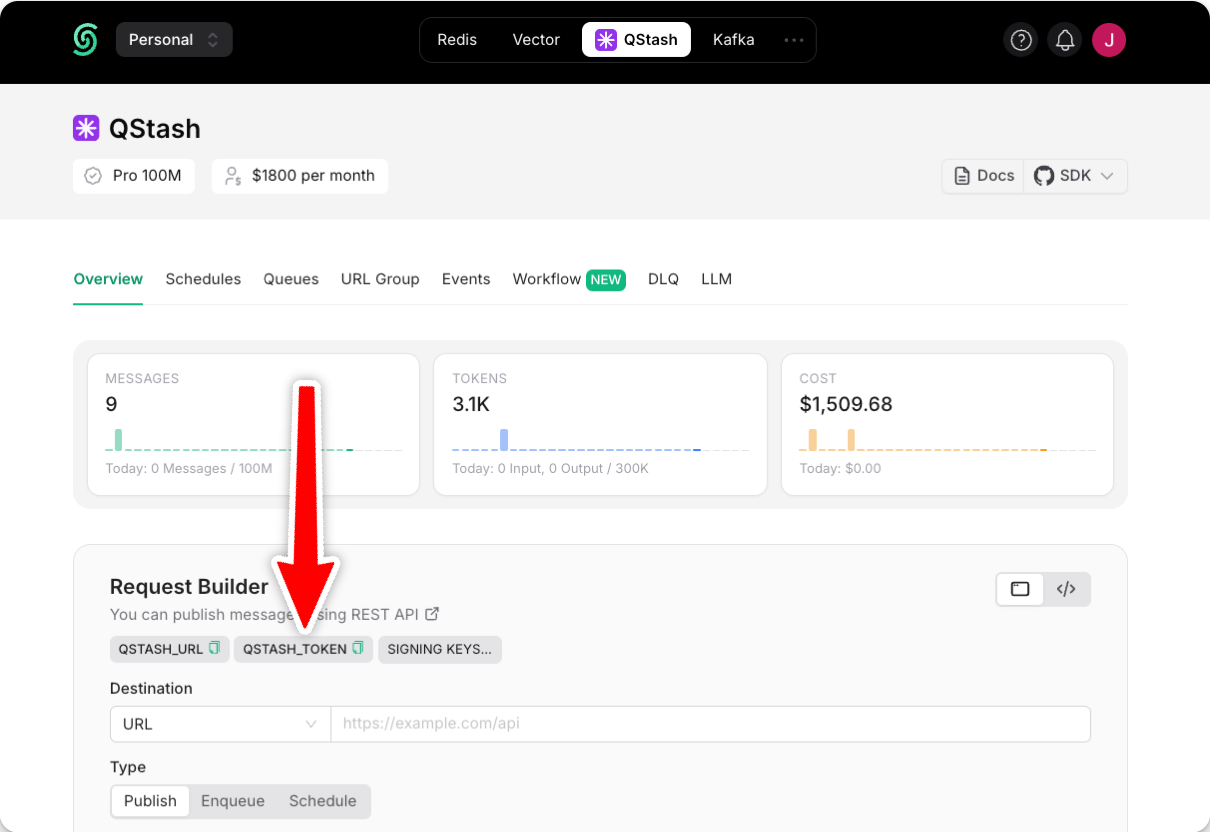 Personal Redis Vector QStash Kafka ··· J
QStash
Pro 100M $1800 per month Docs SDK
Overview Schedules Queues URL Group Events Workflow NEW DLQ LLM
MESSAGES
9
Today: 0 Messages / 100M
TOKENS
3.1K
Today: 0 Input, 0 Output / 300K
COST
$1,509.68
Today: $0.00
Request Builder </>
You can publish message sing REST API
QSTASH_URL QSTASH_TOKEN SIGNING KEYS...
Destination
URL https://example.com/api
Type
Publish Enqueue Schedule